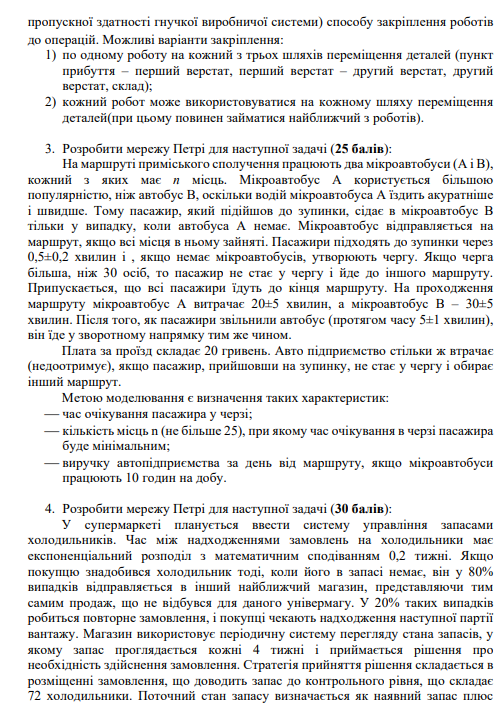 пропускної здатності гнучкої виробничої системи) способу закріплення роботів
до операцій. Можливі варіанти закріплення:
1) по одному роботу на кожний з трьох шляхів переміщення деталей (пункт
прибуття – перший верстат, перший верстат – другий верстат, другий
верстат, склад);
2) кожний робот може використовуватися на кожному шляху переміщення
деталей(при цьому повинен займатися найближчий з роботів).
3. Розробити мережу Петрі для наступної задачі (25 балів):
На маршруті приміського сполучення працюють два мікроавтобуси (А і В),
кожний з яких має n місць. Мікроавтобус А користується більшою
популярністю, ніж автобус В, оскільки водій мікроавтобуса А їздить акуратніше
і швидше. Тому пасажир, який підійшов до зупинки, сідає в мікроавтобус В
тільки у випадку, коли автобуса А немає. Мікроавтобус відправляється на
маршрут, якщо всі місця в ньому зайняті. Пасажири підходять до зупинки через
0,5±0,2 хвилин і , якщо немає мікроавтобусів, утворюють чергу. Якщо черга
більша, ніж 30 осіб, то пасажир не стає у чергу і йде до іншого маршруту.
Припускається, що всі пасажири їдуть до кінця маршруту. На проходження
маршруту мікроавтобус А витрачає 20±5 хвилин, а мікроавтобус В – 30±5
хвилин. Після того, як пасажири звільнили автобус (протягом часу 5±1 хвилин),
він їде у зворотному напрямку тим же чином.
Плата за проїзд складає 20 гривень. Авто підприємство стільки ж втрачає
(недоотримує), якщо пасажир, прийшовши на зупинку, не стає у чергу і обирає
інший маршрут.
Метою моделювання є визначення таких характеристик:
— час очікування пасажира у черзі;
— кількість місць n (не більше 25), при якому час очікування в черзі пасажира
буде мінімальним;
— виручку автопідприємства за день від маршруту, якщо мікроавтобуси
працюють 10 годин на добу.
4. Розробити мережу Петрі для наступної задачі (30 балів):
У супермаркеті планується ввести систему управління запасами
холодильників. Час між надходженнями замовлень на холодильники має
експоненціальний розподіл з математичним сподіванням 0,2 тижні. Якщо
покупцю знадобився холодильник тоді, коли його в запасі немає, він у 80%
випадків відправляється в інший найближчий магазин, представляючи тим
самим продаж, що не відбувся для даного універмагу. У 20% таких випадків
робиться повторне замовлення, і покупці чекають надходження наступної партії
вантажу. Магазин використовує періодичну систему перегляду стана запасів, у
якому запас проглядається кожні 4 тижні і приймається рішення про
необхідність здійснення замовлення. Стратегія прийняття рішення складається в
розміщенні замовлення, що доводить запас до контрольного рівня, що складає
72 холодильники. Поточний стан запасу визначається як наявний запас плюс